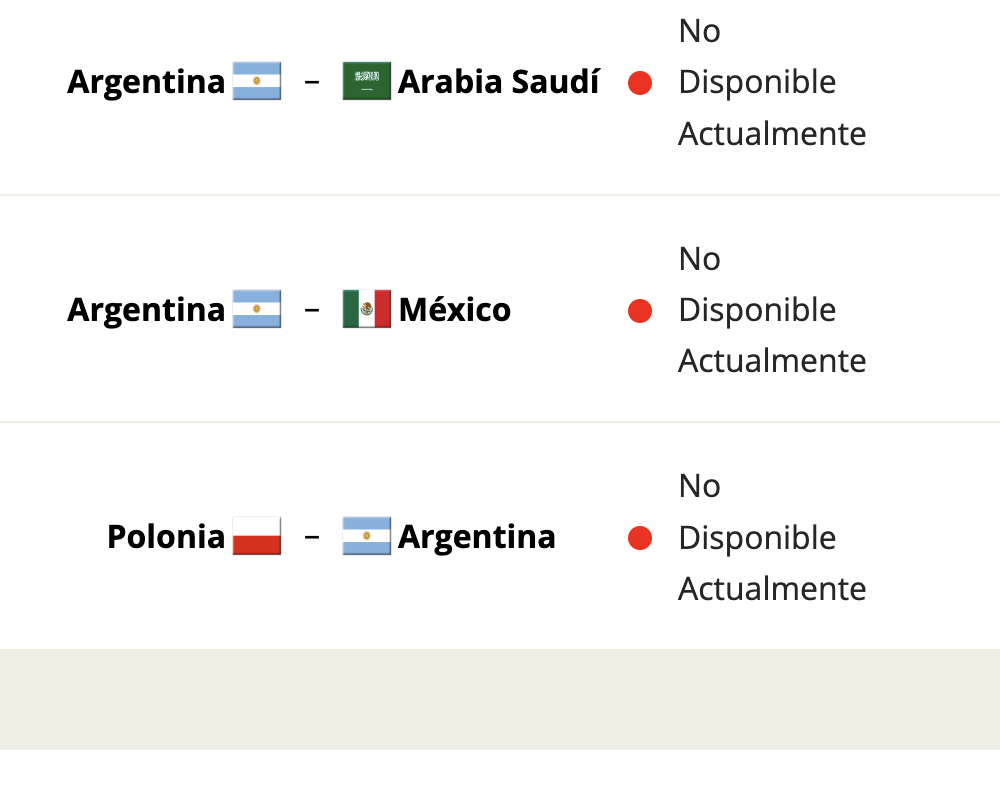 No
Argentina – Arabia Saudí Disponible
Actualmente
No
Argentina – México Disponible
Actualmente
No
Polonia – Argentina Disponible
Actualmente